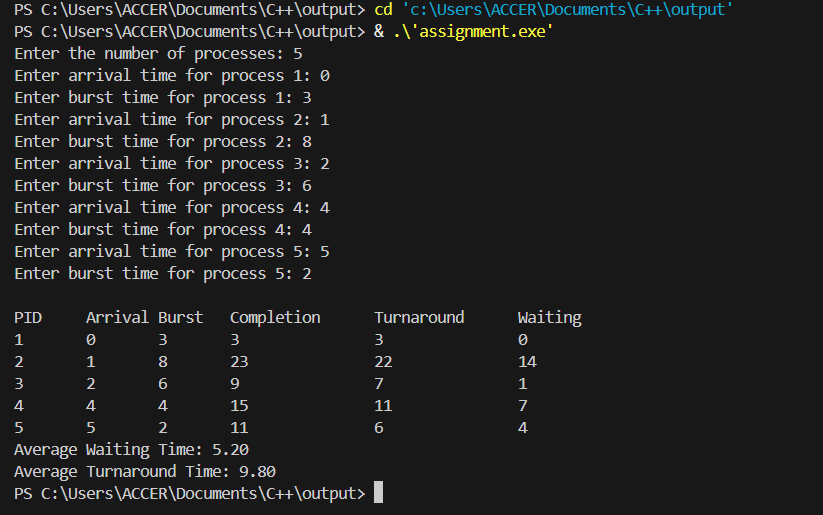 PS C:\Users\ACCER\Documents\C++\output> cd 'c:\Users\ACCER\Documents\C++\output'
PS C:\Users\ACCER\Documents\C++\output> & .\'assignment.exe'
Enter the number of processes: 5
Enter arrival time for process 1: 0
Enter burst time for process 1: 3
Enter arrival time for process 2: 1
Enter burst time for process 2: 8
Enter arrival time for process 3: 2
Enter burst time for process 3: 6
Enter arrival time for process 4: 4
Enter burst time for process 4: 4
Enter arrival time for process 5: 5
Enter burst time for process 5: 2

PID     Arrival Burst   Completion      Turnaround      Waiting
1       0       3       3               3               0
2       1       8       23              22              14
3       2       6       9               7               1
4       4       4       15              11              7
5       5       2       11              6               4
Average Waiting Time: 5.20
Average Turnaround Time: 9.80
PS C:\Users\ACCER\Documents\C++\output>